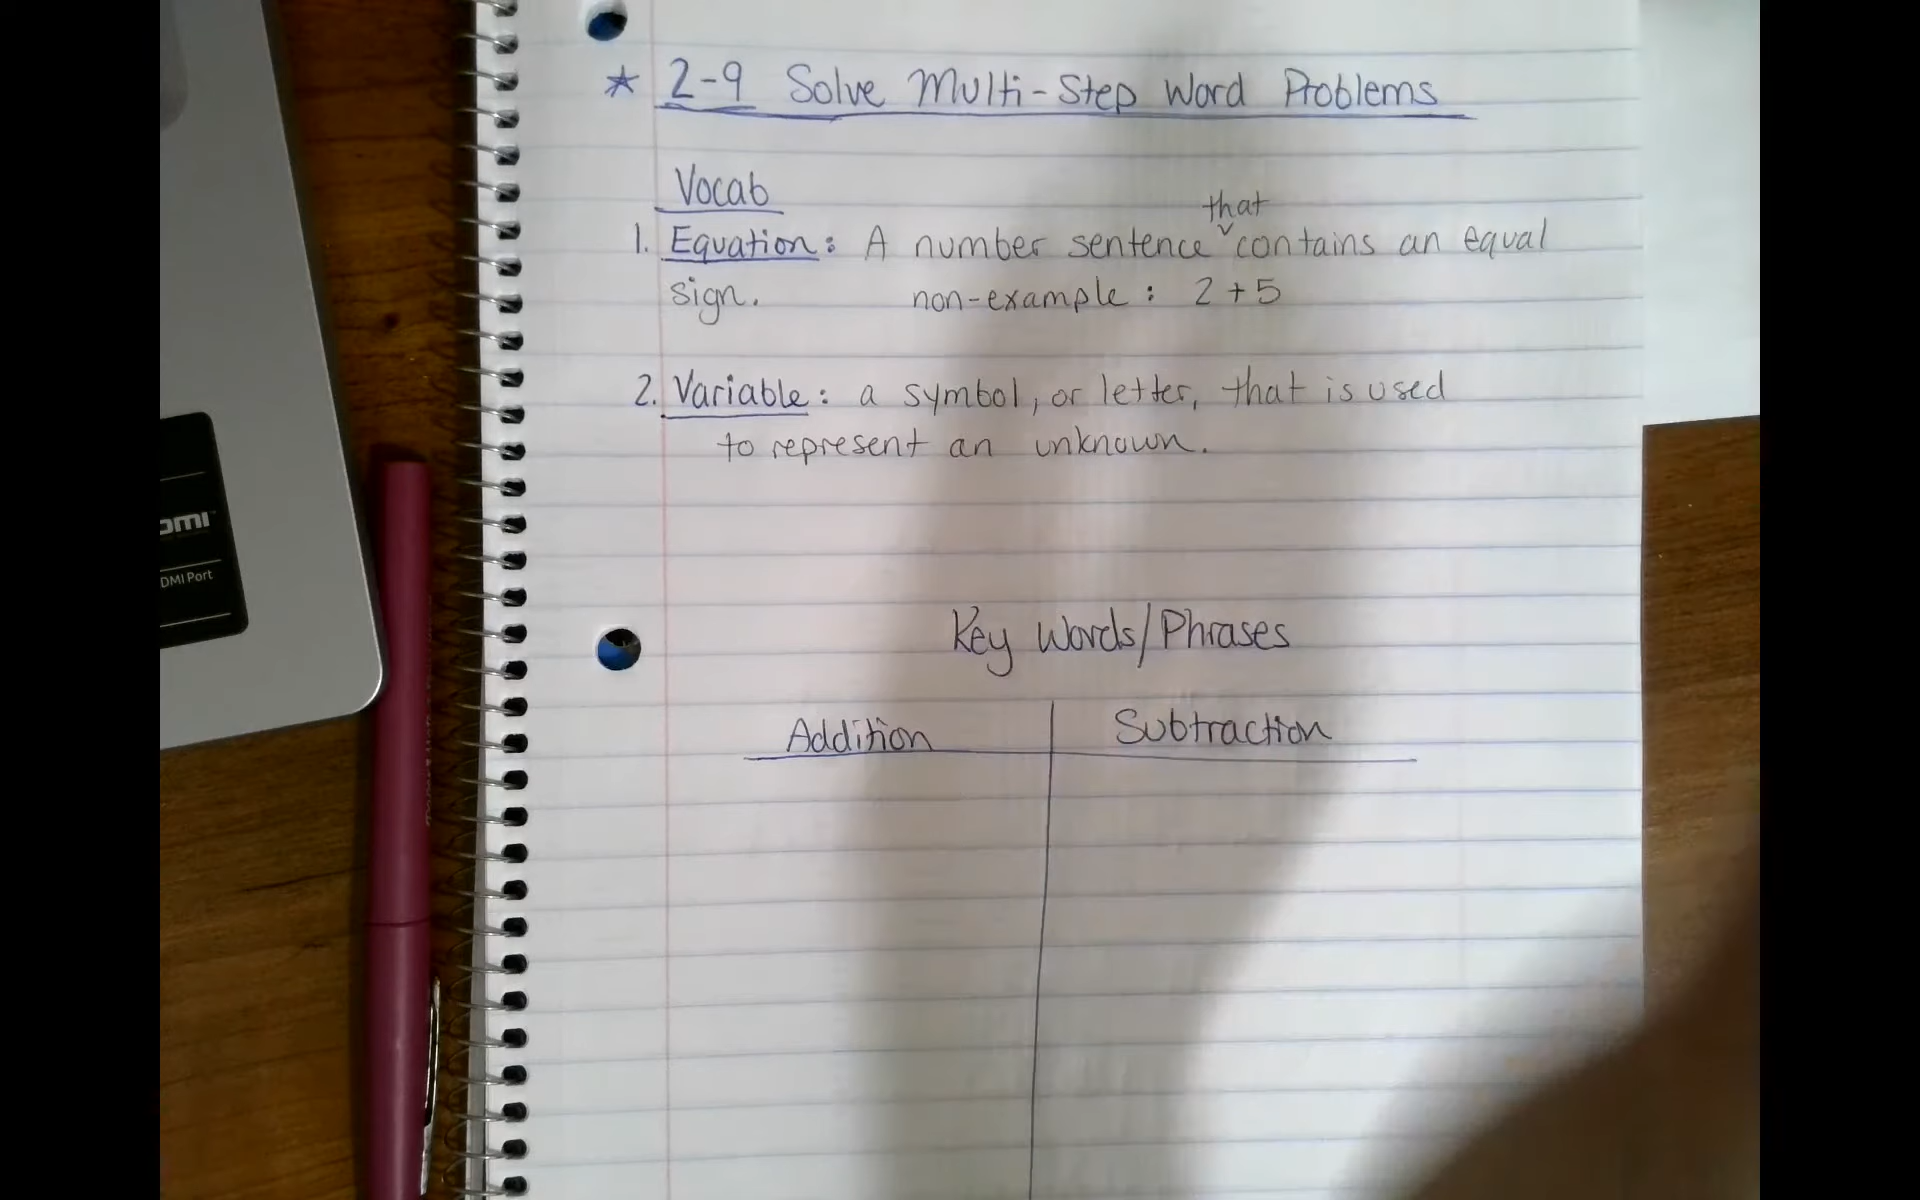 ★ 2-9 Solve Multi-Step Word Problems
Vocab
that
1. Equation: A number sentence ˅ contains an equal
sign. non-example: 2+5
2. Variable: a symbol, or letter, that is used
to represent an unknown.
Key Words/Phrases
Addition Subtraction
DMI Port